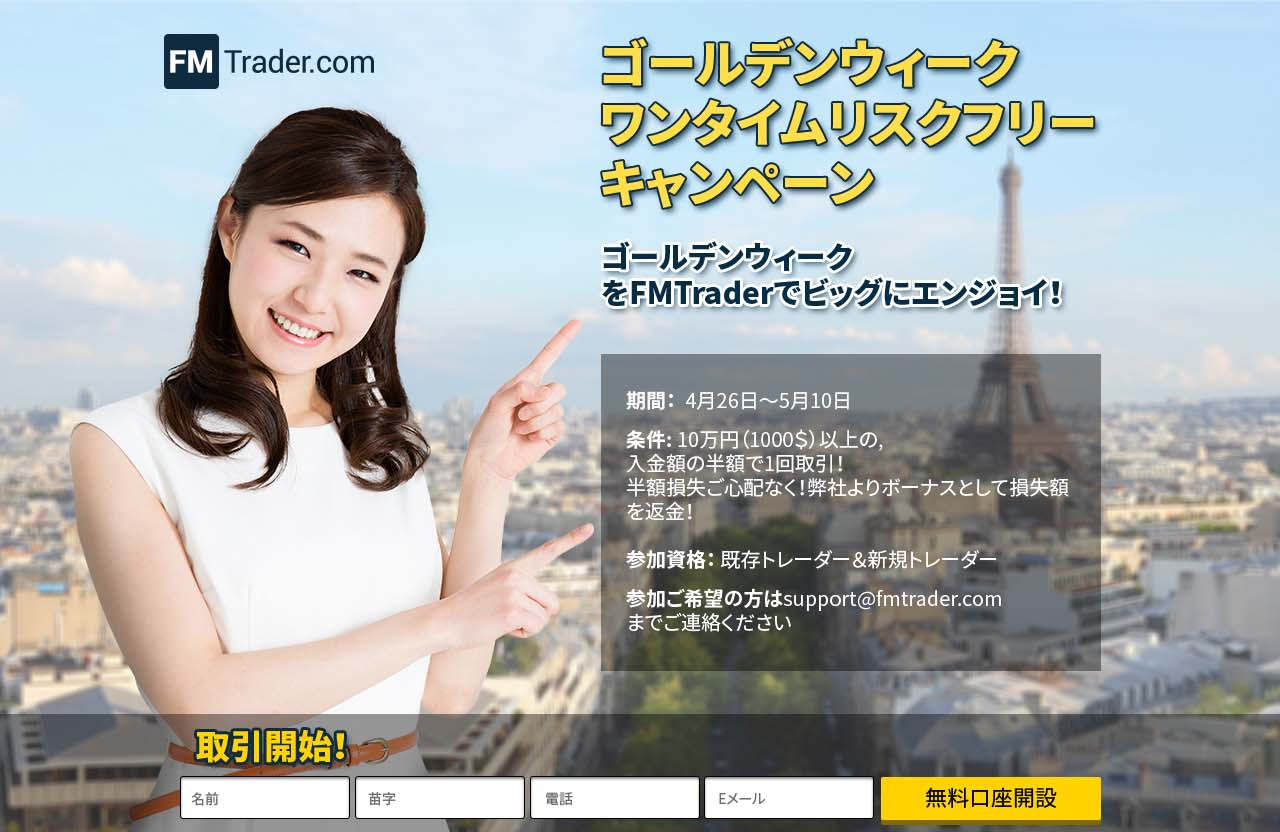 FM Trader.com
ゴールデンウィーク
ワンタイムリスクフリー
キャンペーン
ゴールデンウィーク
をFMTraderでビッグにエンジョイ!
期間： 4月26日～5月10日
条件: 10万円（1000$）以上の,
入金額の半額で1回取引!
半額損失ご心配なく!弊社よりボーナスとして損失額
を返金!
参加資格： 既存トレーダー＆新規トレーダー
参加ご希望の方はsupport@fmtrader.com
までご連絡ください
取引開始!
名前 苗字 電話 Eメール 無料口座開設